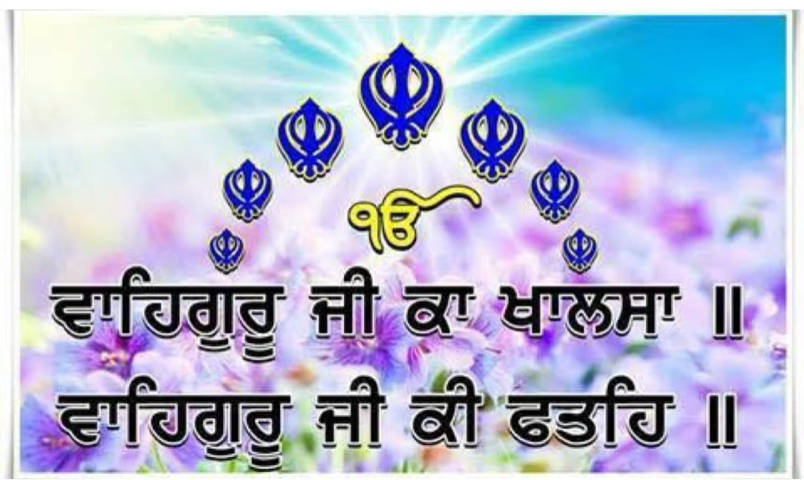 ੴ
ਵਾਹਿਗੁਰੂ ਜੀ ਕਾ ਖਾਲਸਾ ॥
ਵਾਹਿਗੁਰੂ ਜੀ ਕੀ ਫਤਹਿ ॥